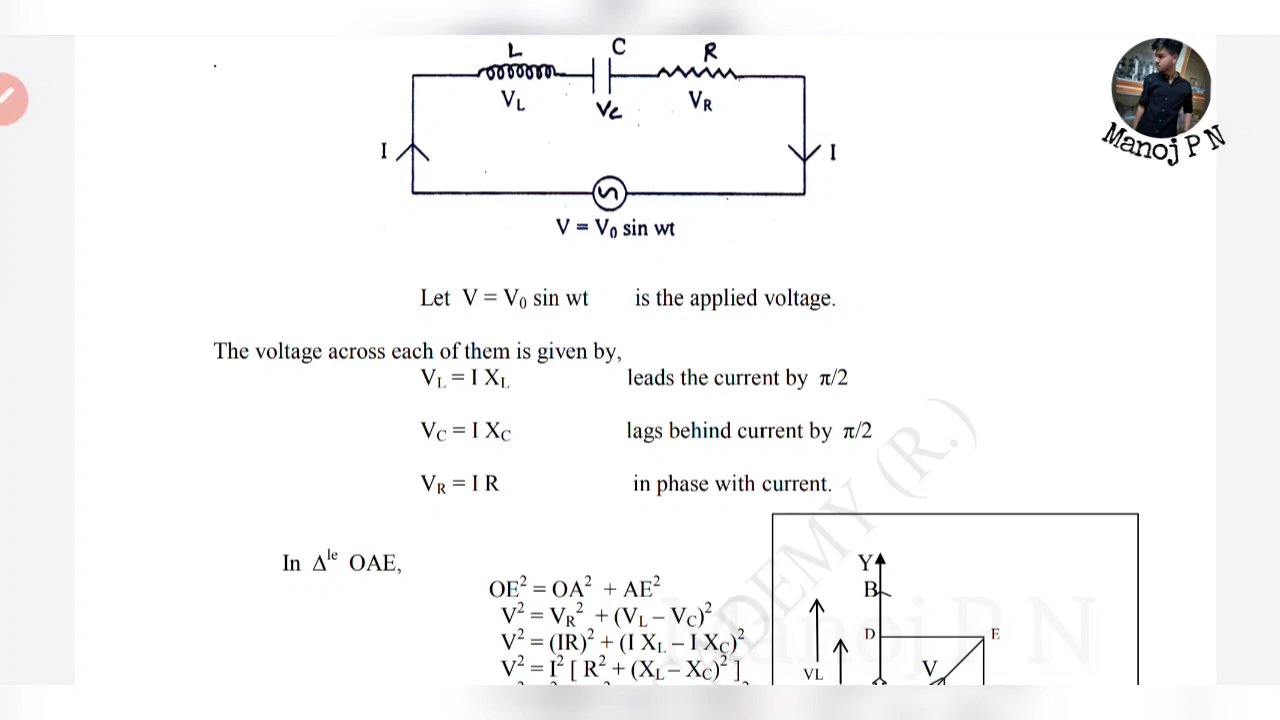 L C R
VL VC VR
I I
V = V₀ sin wt
Manoj P N
Let V = V₀ sin wt is the applied voltage.
The voltage across each of them is given by,
VL = I XL leads the current by π/2
VC = I XC lags behind current by π/2
VR = I R in phase with current.
In Δˡᵉ OAE,
OE² = OA² + AE²
V² = VR² + (VL – VC)²
V² = (IR)² + (I XL – I XC)²
V² = I² [ R² + (XL – XC)² ]
Y
B
D E
V
VL
DEMY (R.)
Manoj P N